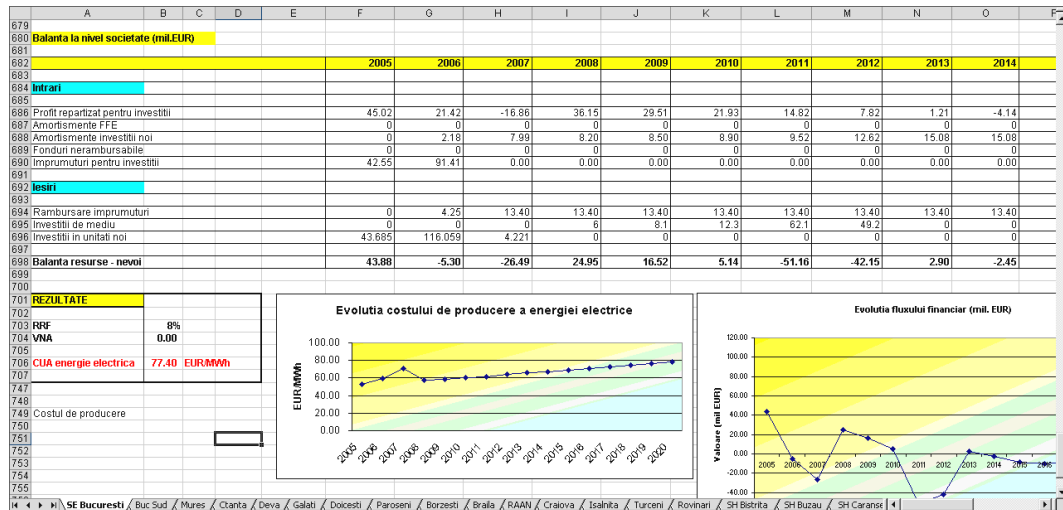 A B C D E F G H I J K L M N O
679
680 Balanta la nivel societate (mil.EUR)
681
682 2005 2006 2007 2008 2009 2010 2011 2012 2013 2014
683
684 Intrari
685
686 Profit repartizat pentru investitii 45.02 21.42 -16.86 36.15 29.51 21.93 14.82 7.82 1.21 -4.14
687 Amortismente FFE 0 0 0 0 0 0 0 0 0 0
688 Amortismente investitii noi 0 2.18 7.99 8.20 8.50 8.90 9.52 12.62 15.08 15.08
689 Fonduri nerambursabile 0 0 0 0 0 0 0 0 0 0
690 Imprumuturi pentru investitii 42.55 91.41 0.00 0.00 0.00 0.00 0.00 0.00 0.00 0.00
691
692 Iesiri
693
694 Rambursare imprumuturi 0 4.25 13.40 13.40 13.40 13.40 13.40 13.40 13.40 13.40
695 Investitii de mediu 0 0 0 6 8.1 12.3 62.1 49.2 0 0
696 Investitii in unitati noi 43.685 116.059 4.221 0 0 0 0 0 0 0
697
698 Balanta resurse - nevoi 43.88 -5.30 -26.49 24.95 16.52 5.14 -51.16 -42.15 2.90 -2.45
699
700
701 REZULTATE
702
703 RRF 8%
704 VNA 0.00
705
706 CUA energie electrica 77.40 EUR/MWh
707
747
748
749 Costul de producere
750
751
752
753
754
755
Evolutia costului de producere a energiei electrice
EUR/MWh
100.00
80.00
60.00
40.00
20.00
0.00
2005 2006 2007 2008 2009 2010 2011 2012 2013 2014 2015 2016 2017 2018 2019 2020
Evolutia fluxului financiar (mil. EUR)
Valoare (mil EUR)
120.00
100.00
80.00
60.00
40.00
20.00
0.00
-20.00
-40.00
2005 2006 2007 2008 2009 2010 2011 2012 2013 2014 2015 2016
SE Bucuresti / Buc Sud / Mures / Ctanta / Deva / Galati / Doicesti / Paroseni / Borzesti / Braila / RAAN / Craiova / Isalnita / Turceni / Rovinari / SH Bistrita / SH Buzau / SH Caranse